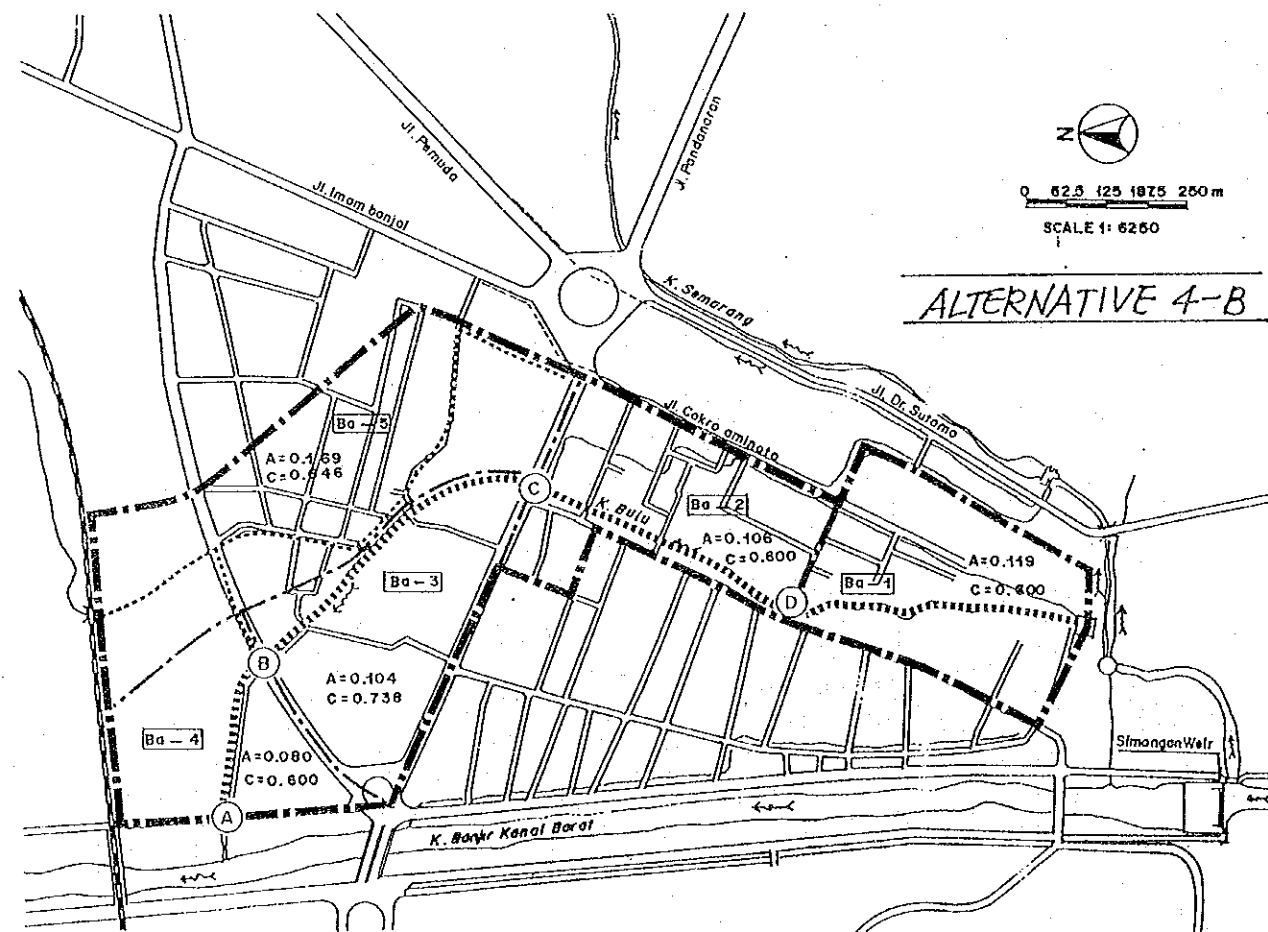 Jl. Pemuda
Jl. Pandanaran
N
0 62.5 125 187.5 250 m
SCALE 1: 6250
Jl. Imam bonjol
K. Semarang
ALTERNATIVE 4-B
Jl. Cokro aminoto
Jl. Dr. Sutomo
Ba-5
A=0.169
C=0.646
C
K. Bulu
Ba-2
A=0.106
C=0.600
A=0.119
Ba-1
Ba-3
D
B
A=0.104
C=0.738
Ba-4
A=0.080
C=0.600
Simongan Weir
A
K. Banjir Kanal Barat